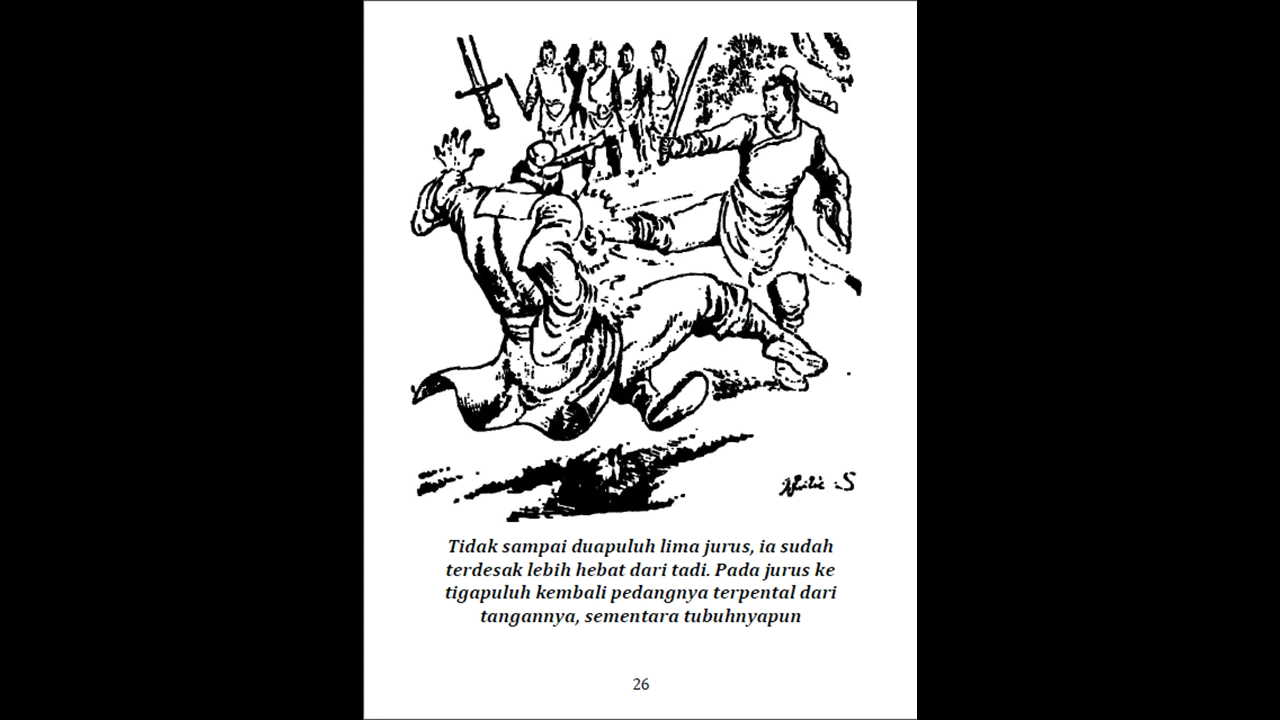 Tidak sampai duapuluh lima jurus, ia sudah
terdesak lebih hebat dari tadi. Pada jurus ke
tigapuluh kembali pedangnya terpental dari
tangannya, sementara tubuhnyapun
26